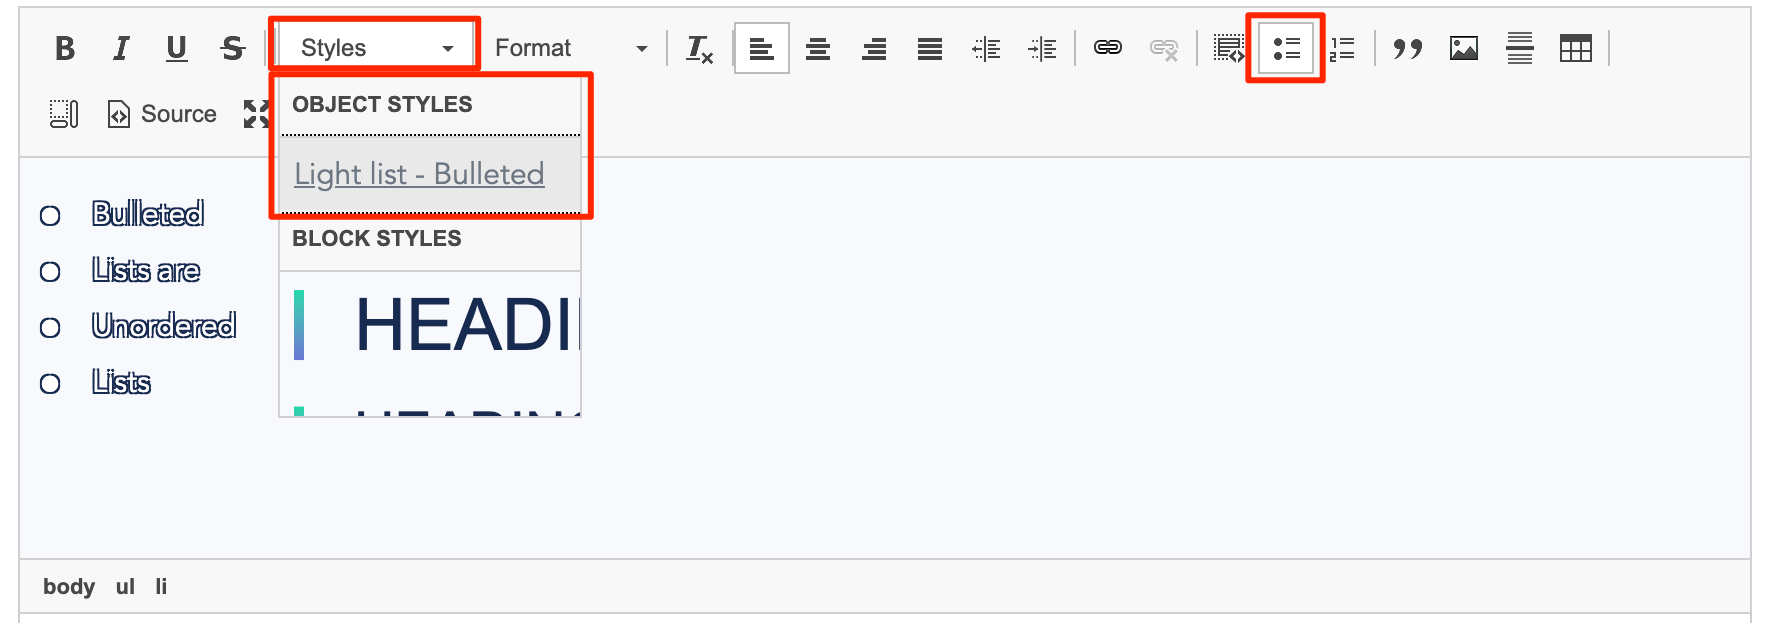 B I U S Styles Format
Source
OBJECT STYLES
Light list - Bulleted
BLOCK STYLES
HEADI
Bulleted
Lists are
Unordered
Lists
body ul li